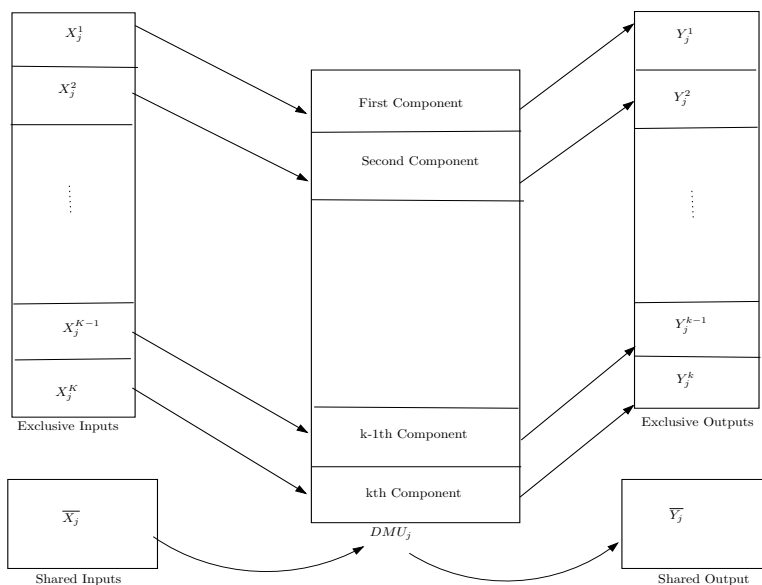 $X_j^1$
$X_j^2$
......
$X_j^{K-1}$
$X_j^K$
Exclusive Inputs
$\overline{X_j}$
Shared Inputs
First Component
Second Component
k-1th Component
kth Component
$DMU_j$
$Y_j^1$
$Y_j^2$
......
$Y_j^{k-1}$
$Y_j^k$
Exclusive Outputs
$\overline{Y_j}$
Shared Output